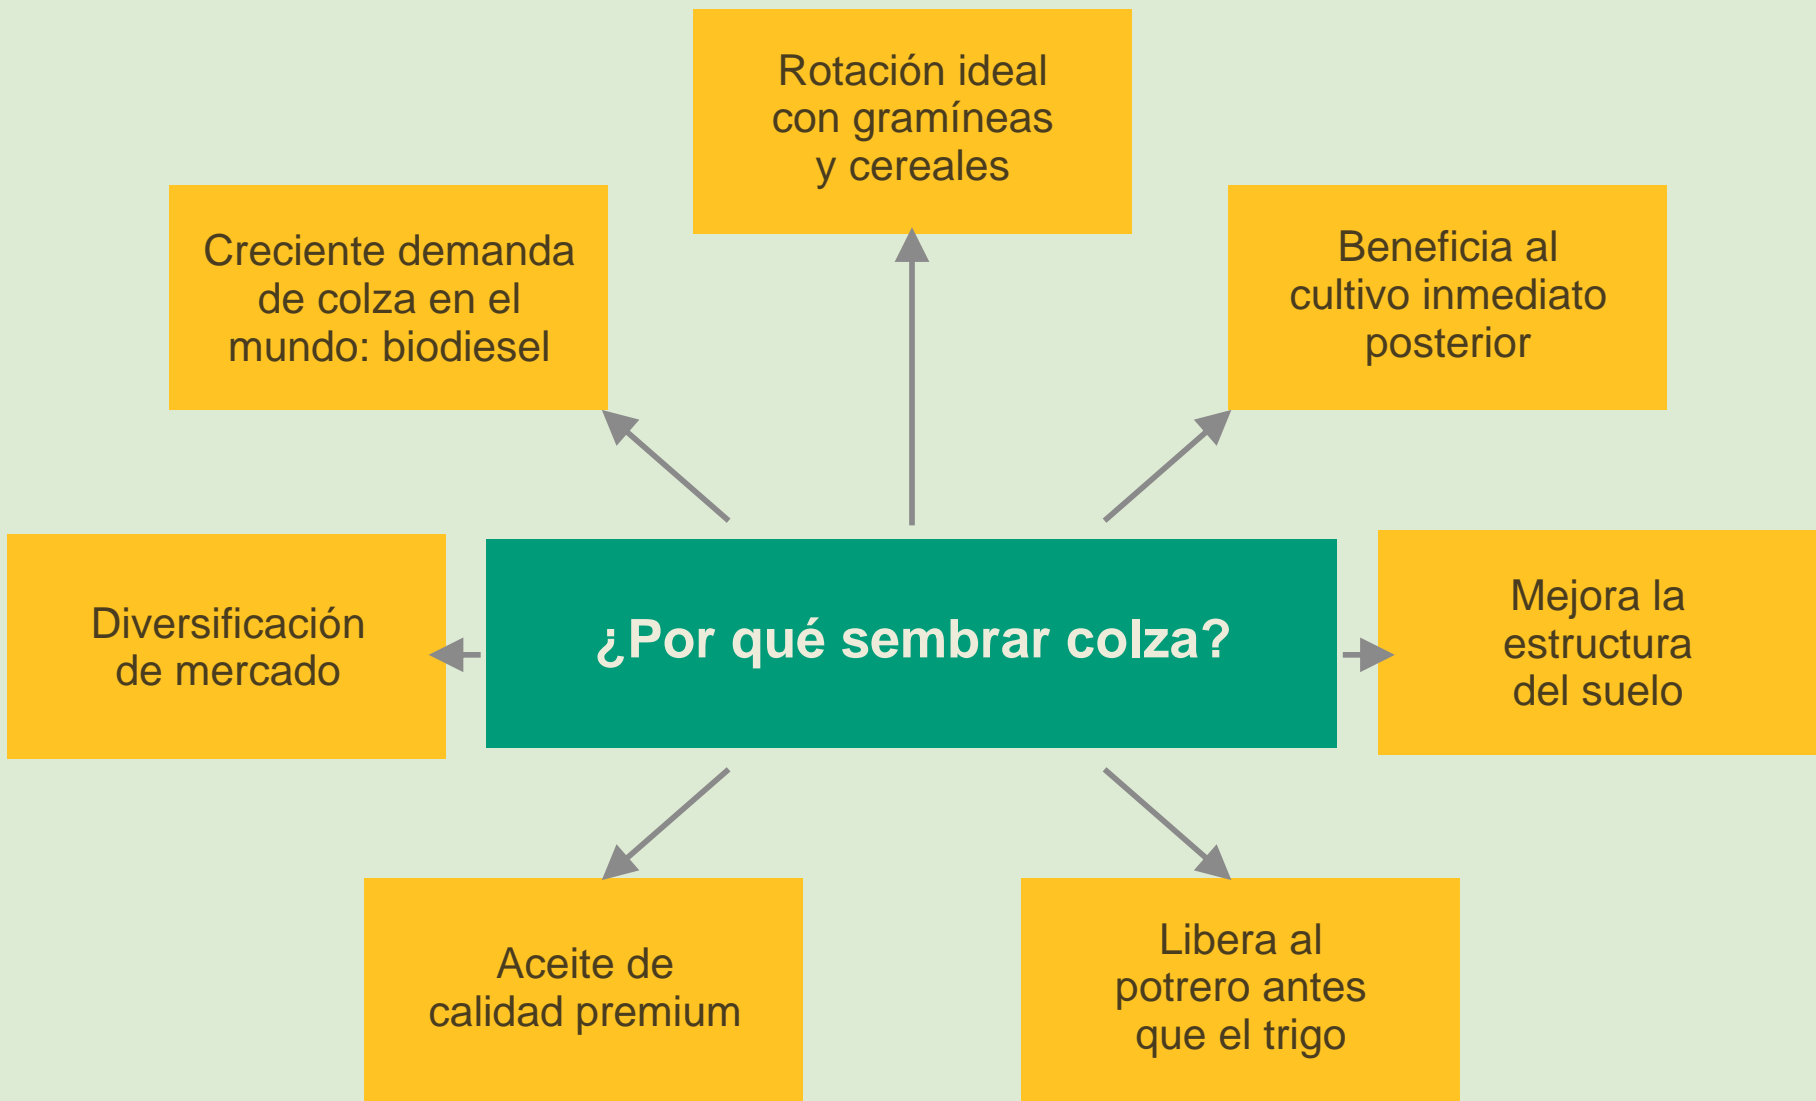 Rotación ideal
con gramíneas
y cereales
Creciente demanda
de colza en el
mundo: biodiesel
Beneficia al
cultivo inmediato
posterior
Diversificación
de mercado
¿Por qué sembrar colza?
Mejora la
estructura
del suelo
Aceite de
calidad premium
Libera al
potrero antes
que el trigo